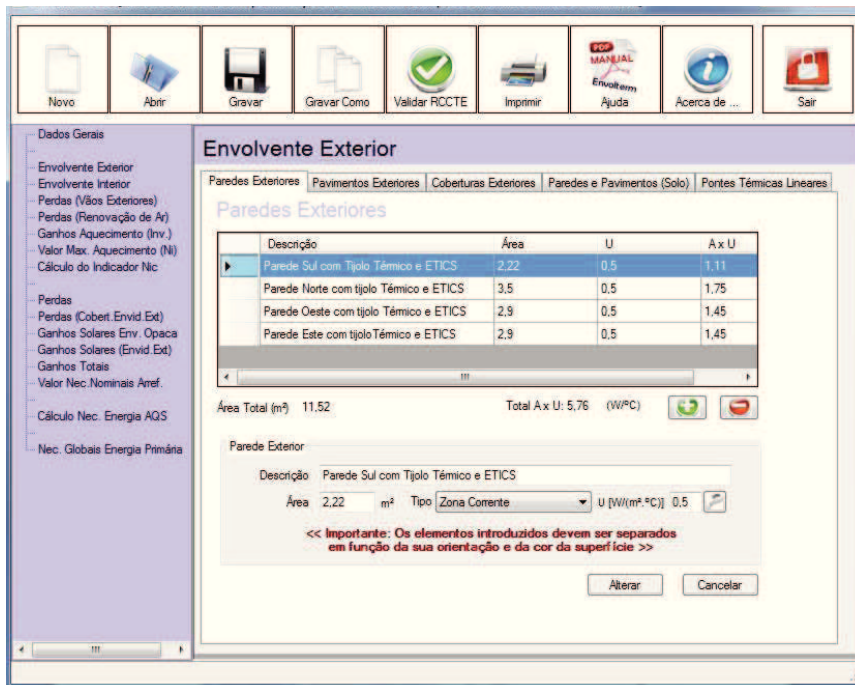 Novo
Abrir
Gravar
Gravar Como
Validar RCCTE
Imprimir
PDF
MANUAL
Envolterm
Ajuda
Acerca de ...
Sair
Dados Gerais
...
Envolvente Exterior
Envolvente Interior
Perdas (Vãos Exteriores)
Perdas (Renovação de Ar)
Ganhos Aquecimento (Inv.)
Valor Max. Aquecimento (Ni)
Cálculo do Indicador Nic
...
Perdas
Perdas (Cobert.Envid.Ext)
Ganhos Solares Env. Opaca
Ganhos Solares (Envid.Ext)
Ganhos Totais
Valor Nec.Nominais Arref.
...
Cálculo Nec. Energia AQS
...
Nec. Globais Energia Primária
Envolvente Exterior
Paredes Exteriores Pavimentos Exteriores Coberturas Exteriores Paredes e Pavimentos (Solo) Pontes Térmicas Lineares
Paredes Exteriores
Descrição Área U A x U
Parede Sul com Tijolo Térmico e ETICS 2,22 0,5 1,11
Parede Norte com tijolo Térmico e ETICS 3,5 0,5 1,75
Parede Oeste com tijolo Térmico e ETICS 2,9 0,5 1,45
Parede Este com tijolo Térmico e ETICS 2,9 0,5 1,45
Área Total (m²) 11,52 Total A x U: 5,76 (W/ºC)
Parede Exterior
Descrição Parede Sul com Tijolo Térmico e ETICS
Área 2,22 m² Tipo Zona Corrente U [W/(m².ºC)] 0,5
<< Importante: Os elementos introduzidos devem ser separados
em função da sua orientação e da cor da superfície >>
Alterar Cancelar